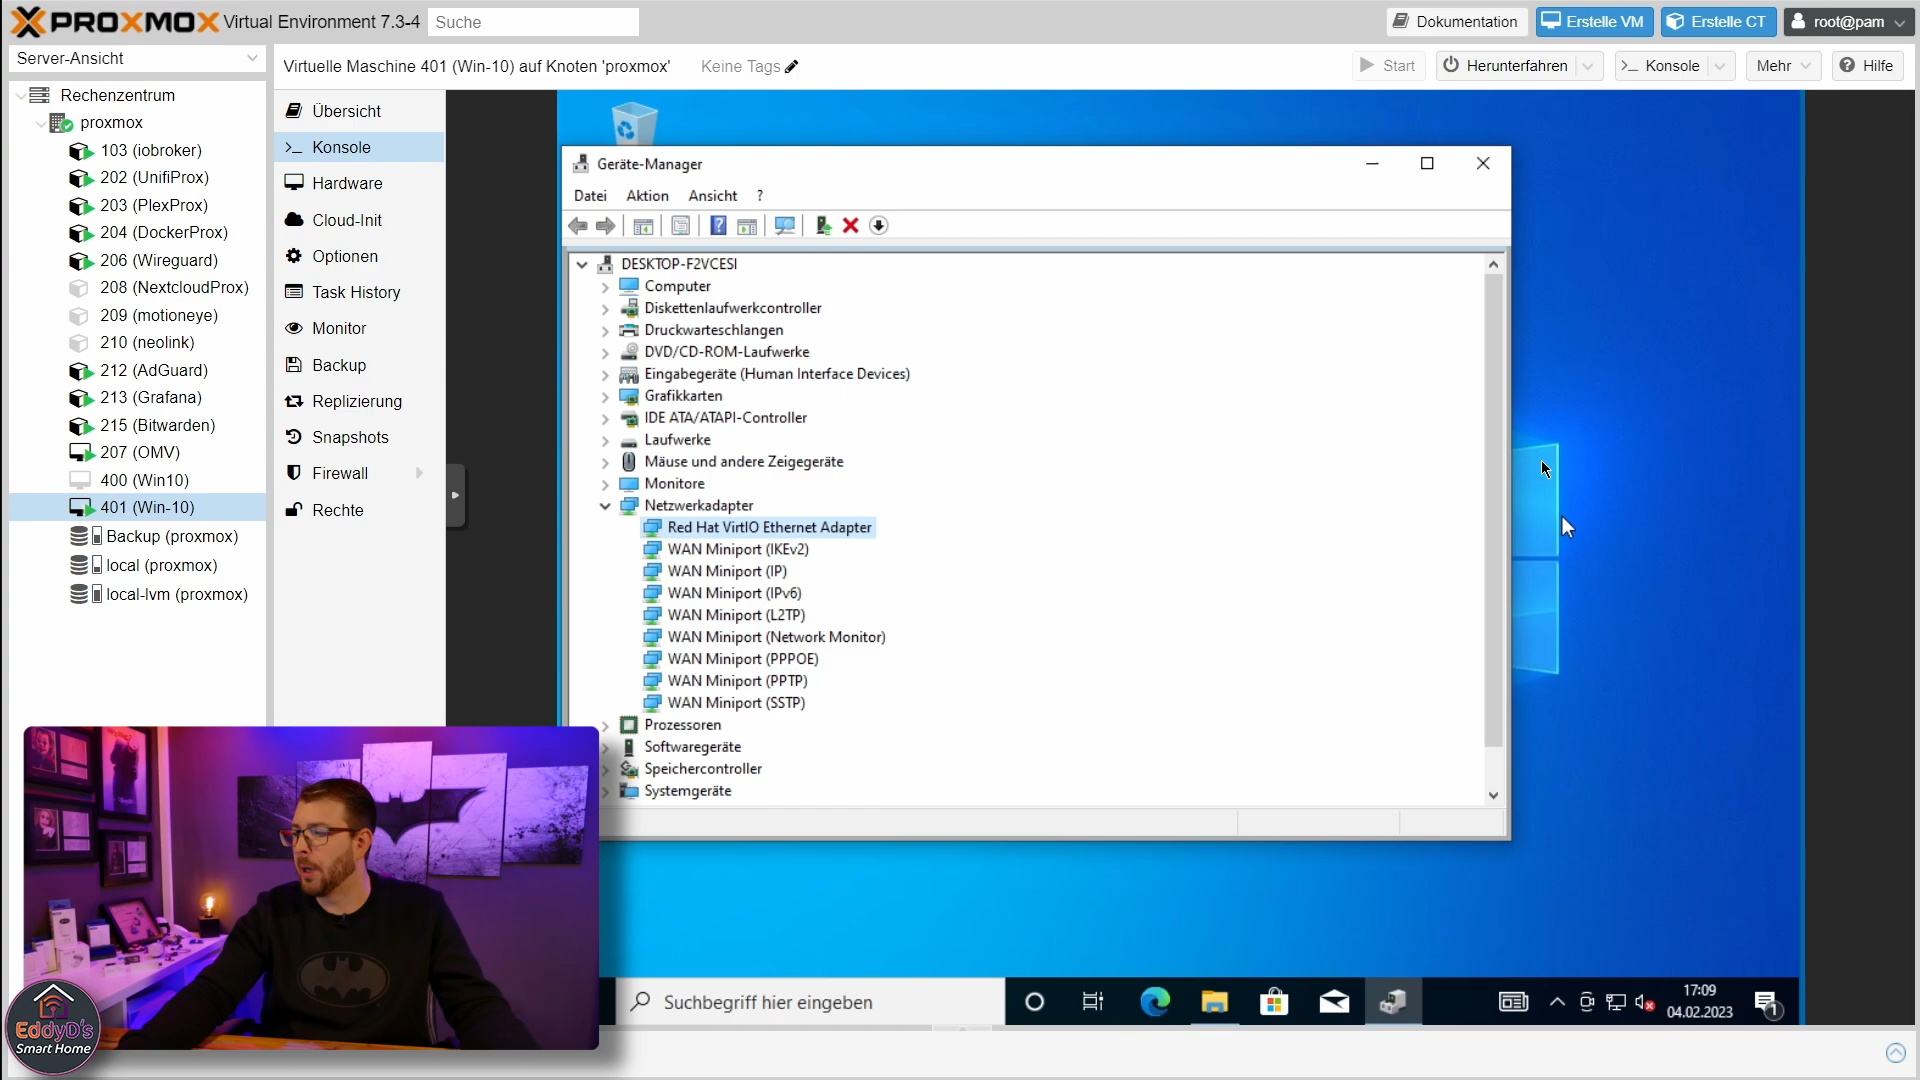 PROXMOX Virtual Environment 7.3-4 Suche Dokumentation Erstelle VM Erstelle CT root@pam
Server-Ansicht
Virtuelle Maschine 401 (Win-10) auf Knoten 'proxmox' Keine Tags Start Herunterfahren Konsole Mehr Hilfe
Rechenzentrum
proxmox
103 (iobroker)
202 (UnifiProx)
203 (PlexProx)
204 (DockerProx)
206 (Wireguard)
208 (NextcloudProx)
209 (motioneye)
210 (neolink)
212 (AdGuard)
213 (Grafana)
215 (Bitwarden)
207 (OMV)
400 (Win10)
401 (Win-10)
Backup (proxmox)
local (proxmox)
local-lvm (proxmox)
Übersicht
Konsole
Hardware
Cloud-Init
Optionen
Task History
Monitor
Backup
Replizierung
Snapshots
Firewall
Rechte
Geräte-Manager
Datei Aktion Ansicht ?
DESKTOP-F2VCESI
Computer
Diskettenlaufwerkcontroller
Druckwarteschlangen
DVD/CD-ROM-Laufwerke
Eingabegeräte (Human Interface Devices)
Grafikkarten
IDE ATA/ATAPI-Controller
Laufwerke
Mäuse und andere Zeigegeräte
Monitore
Netzwerkadapter
Red Hat VirtIO Ethernet Adapter
WAN Miniport (IKEv2)
WAN Miniport (IP)
WAN Miniport (IPv6)
WAN Miniport (L2TP)
WAN Miniport (Network Monitor)
WAN Miniport (PPPOE)
WAN Miniport (PPTP)
WAN Miniport (SSTP)
Prozessoren
Softwaregeräte
Speichercontroller
Systemgeräte
Suchbegriff hier eingeben
17:09
04.02.2023
1
EddyD's
Smart Home